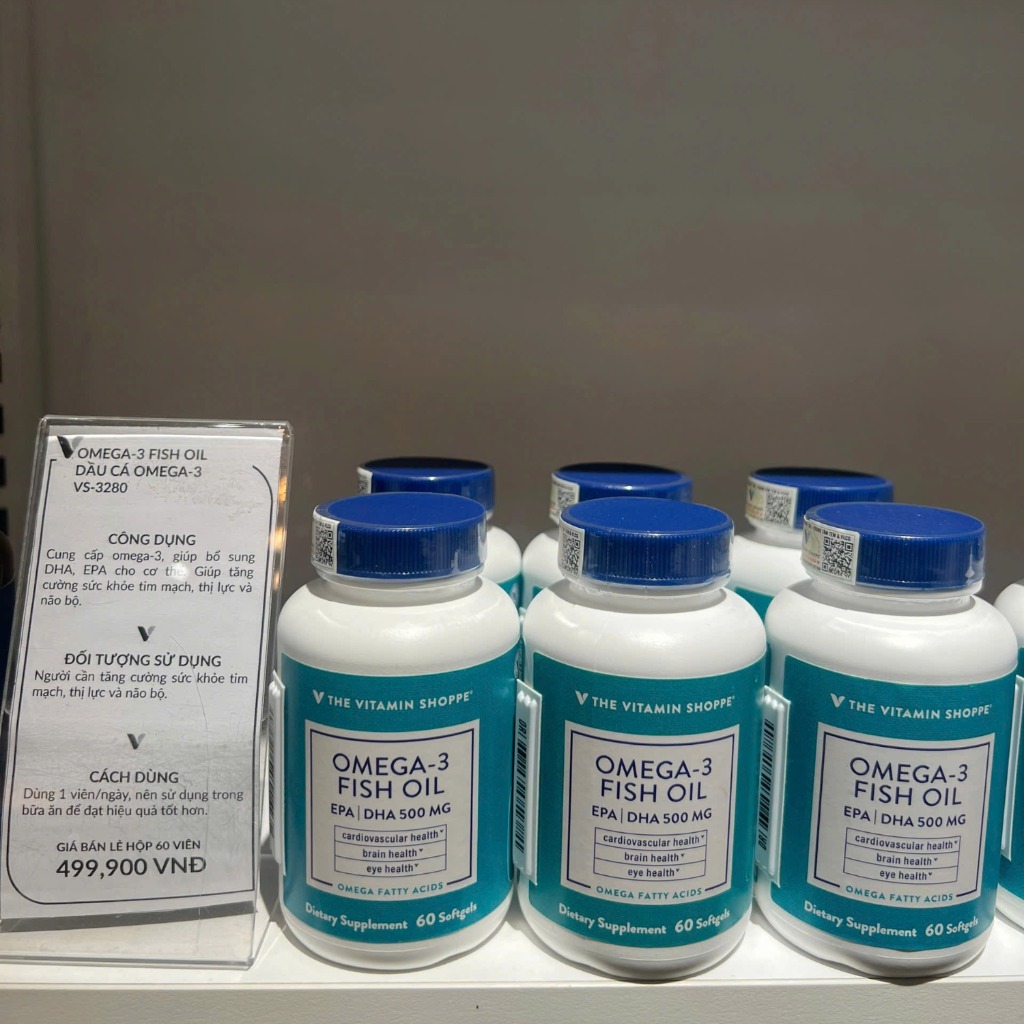 OMEGA-3 FISH OIL
DẦU CÁ OMEGA-3
VS-3280
CÔNG DỤNG
Cung cấp omega-3, giúp bổ sung
DHA, EPA cho cơ thể. Giúp tăng
cường sức khỏe tim mạch, thị lực và
não bộ.
ĐỐI TƯỢNG SỬ DỤNG
Người cần tăng cường sức khỏe tim
mạch, thị lực và não bộ.
CÁCH DÙNG
Dùng 1 viên/ngày, nên sử dụng trong
bữa ăn để đạt hiệu quả tốt hơn.
GIÁ BÁN LẺ HỘP 60 VIÊN
499,900 VNĐ
THE VITAMIN SHOPPE®
OMEGA-3
FISH OIL
EPA | DHA 500 MG
cardiovascular health
brain health
eye health
OMEGA FATTY ACIDS
Dietary Supplement 60 Softgels
THE VITAMIN SHOPPE®
OMEGA-3
FISH OIL
EPA | DHA 500 MG
cardiovascular health
brain health
eye health
OMEGA FATTY ACIDS
Dietary Supplement 60 Softgels
THE VITAMIN SHOPPE®
OMEGA-3
FISH OIL
EPA | DHA 500 MG
cardiovascular health
brain health
eye health
OMEGA FATTY ACIDS
Dietary Supplement 60 Softgels